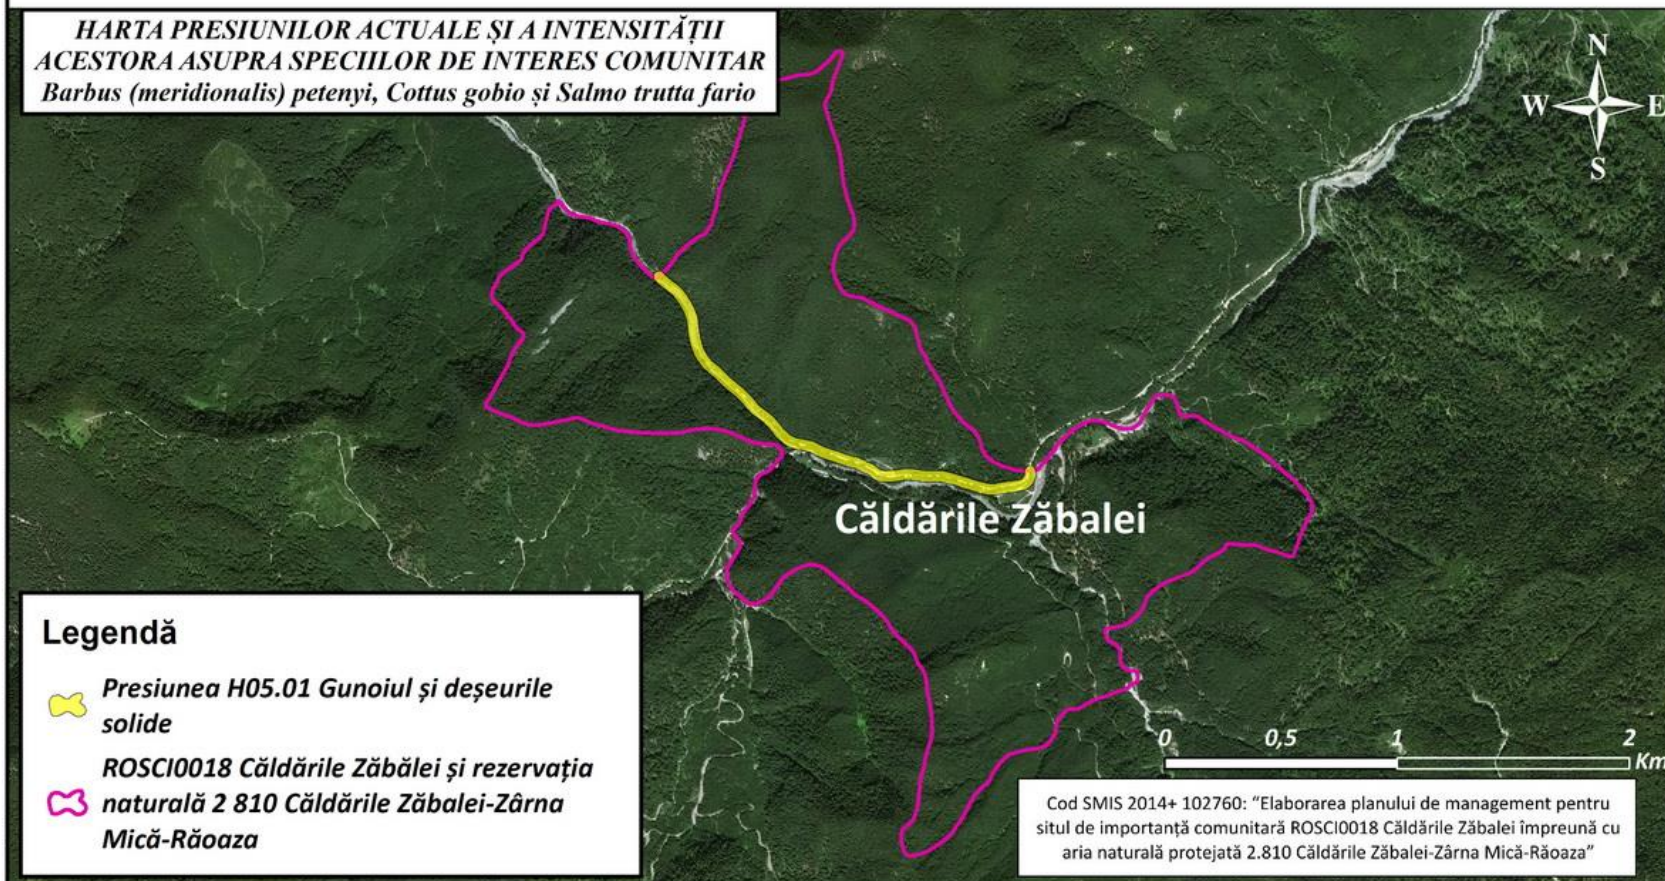 HARTA PRESIUNILOR ACTUALE ȘI A INTENSITĂȚII
ACESTORA ASUPRA SPECIILOR DE INTERES COMUNITAR
Barbus (meridionalis) petenyi, Cottus gobio și Salmo trutta fario
N
W E
S
Căldările Zăbalei
Legendă
Presiunea H05.01 Gunoiul și deșeurile
solide
ROSCI0018 Căldările Zăbălei și rezervația
naturală 2 810 Căldările Zăbalei-Zârna
Mică-Răoaza
0 0,5 1 2
Km
Cod SMIS 2014+ 102760: “Elaborarea planului de management pentru
situl de importanță comunitară ROSCI0018 Căldările Zăbalei împreună cu
aria naturală protejată 2.810 Căldările Zăbalei-Zârna Mică-Răoaza”